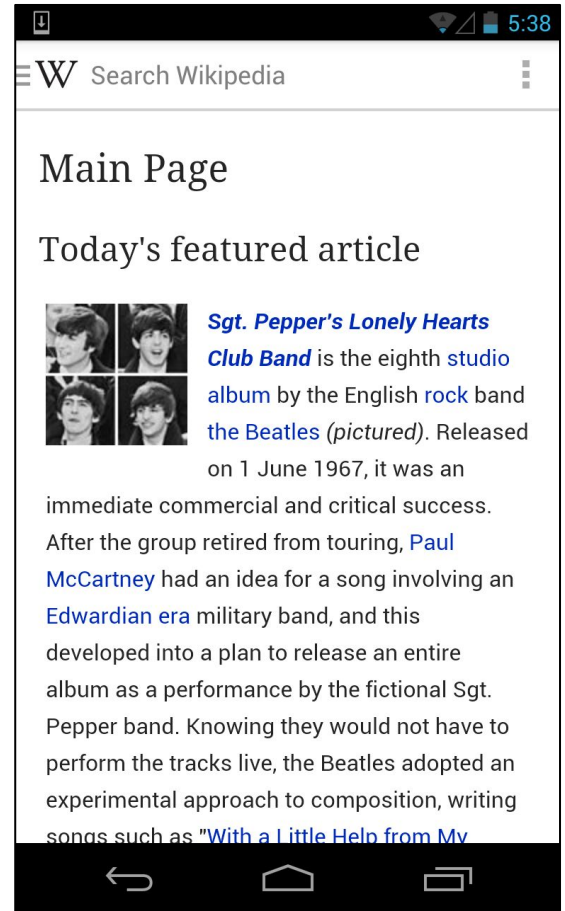 5:38
W Search Wikipedia
Main Page
Today's featured article
Sgt. Pepper's Lonely Hearts
Club Band is the eighth studio
album by the English rock band
the Beatles (pictured). Released
on 1 June 1967, it was an
immediate commercial and critical success.
After the group retired from touring, Paul
McCartney had an idea for a song involving an
Edwardian era military band, and this
developed into a plan to release an entire
album as a performance by the fictional Sgt.
Pepper band. Knowing they would not have to
perform the tracks live, the Beatles adopted an
experimental approach to composition, writing
songs such as "With a Little Help from My